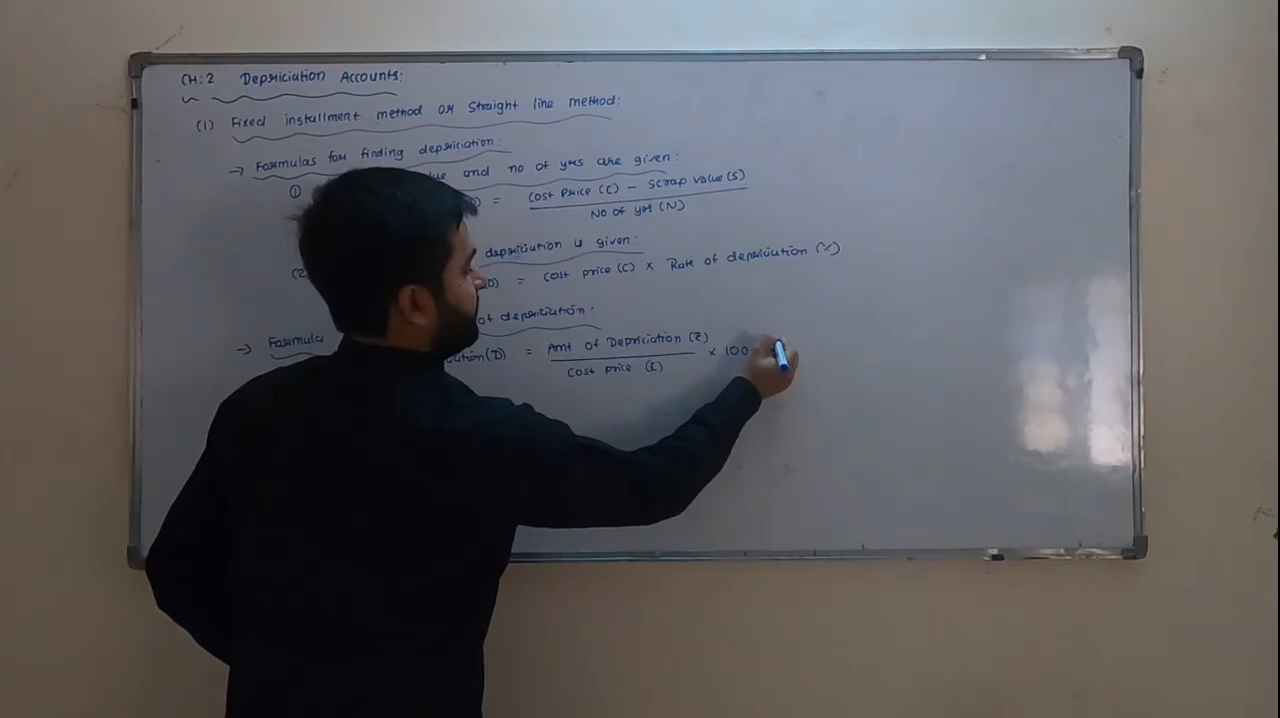 CH:2 Depriciation Accounts:
(1) Fixed installment method or Straight line method:
→ Formulas for finding depriciation:
① and no of yrs are given:
= Cost Price (C) - Scrap value (S)
No of yrs (N)
(2 depriciation is given:
(D) = Cost price (C) × Rate of depriciation (%)
→ Formula of depriciation:
(D) = Amt of Depriciation (₹) × 100
Cost price (C)